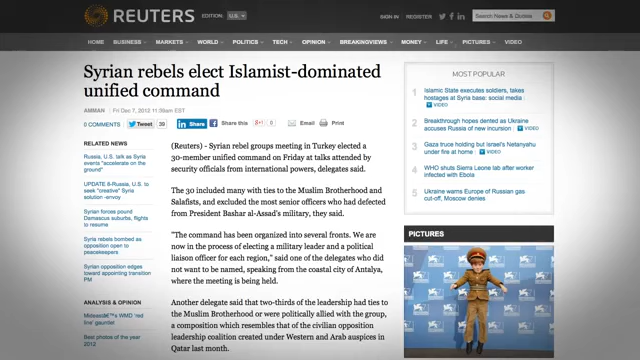 REUTERS
EDITION: U.S.
SIGN IN
REGISTER
Search News & Quotes
HOME BUSINESS MARKETS WORLD POLITICS TECH OPINION BREAKINGVIEWS MONEY LIFE PICTURES VIDEO
Syrian rebels elect Islamist-dominated
unified command
AMMAN | Fri Dec 7, 2012 11:59am EST
0 COMMENTS
Tweet 39
Share
Share this
0
Email
Print
RELATED NEWS
Russia, U.S. talk as Syria
events "accelerate on the
ground"
UPDATE 6-Russia, U.S. to
seek "creative" Syria
solution -envoy
Syrian forces pound
Damascus suburbs, flights
to resume
Syria rebels bombed as
opposition open to
peacekeepers
Syrian opposition edges
toward appointing transition
PM
ANALYSIS & OPINION
Mideastâ€™s WMD 'red
line' gauntlet
Best photos of the year
2012
(Reuters) - Syrian rebel groups meeting in Turkey elected a
30-member unified command on Friday at talks attended by
security officials from international powers, delegates said.
The 30 included many with ties to the Muslim Brotherhood and
Salafists, and excluded the most senior officers who had defected
from President Bashar al-Assad's military, they said.
"The command has been organized into several fronts. We are
now in the process of electing a military leader and a political
liaison officer for each region," said one of the delegates who did
not want to be named, speaking from the coastal city of Antalya,
where the meeting is being held.
Another delegate said that two-thirds of the leadership had ties to
the Muslim Brotherhood or were politically allied with the group,
a composition which resembles that of the civilian opposition
leadership coalition created under Western and Arab auspices in
Qatar last month.
MOST POPULAR
1 Islamic State executes soldiers, takes
hostages at Syria base: social media |
VIDEO
2 Breakthrough hopes dented as Ukraine
accuses Russia of new incursion | VIDEO
3 Gaza truce holding but Israel's Netanyahu
under fire at home | VIDEO
4 WHO shuts Sierra Leone lab after worker
infected with Ebola
5 Ukraine warns Europe of Russian gas
cut-off, Moscow denies
PICTURES